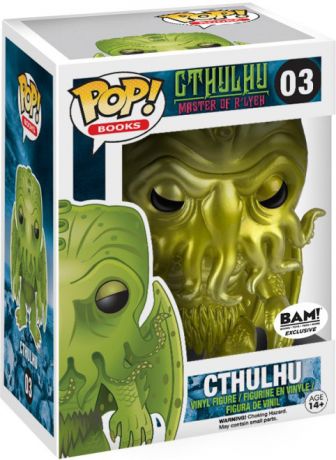 POP!
BOOKS
CTHULHU
MASTER OF R'LYEH
03
BAM!
EXCLUSIVE
CTHULHU
03
CTHULHU
VINYL FIGURE / FIGURINE EN VINYLE /
FIGURA DE VINIL
WARNING: Choking Hazard.
May contain small parts.
AGE
14+